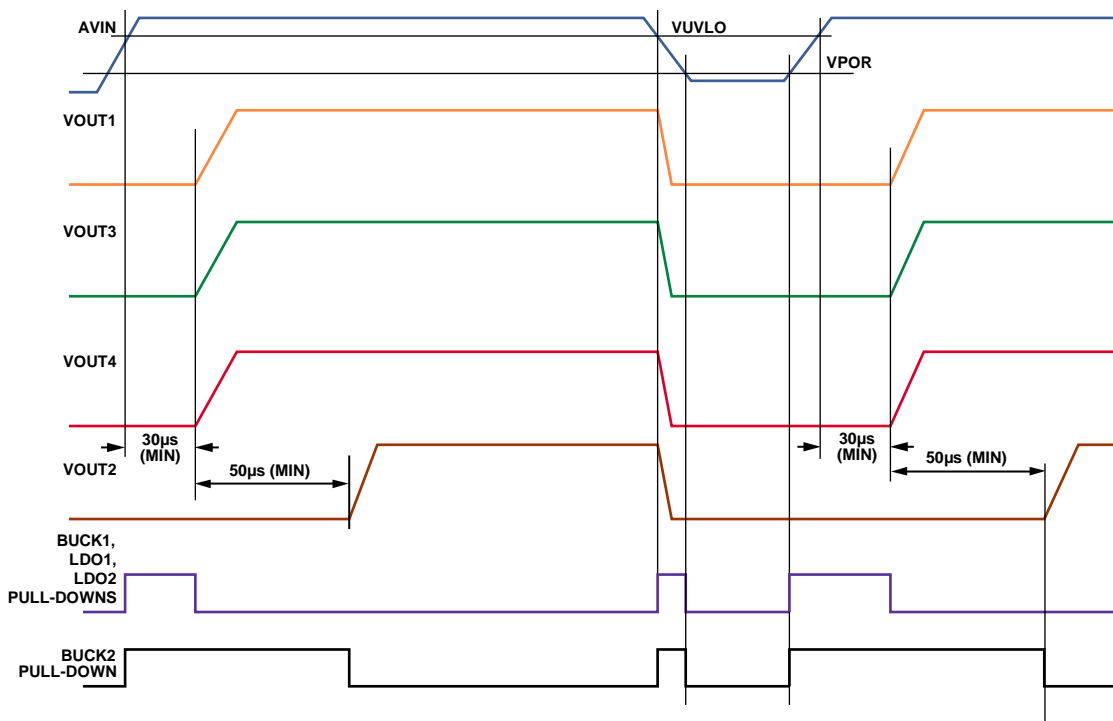 AVIN
VUVLO
VPOR
VOUT1
VOUT3
VOUT4
30µs
(MIN)
30µs
(MIN)
VOUT2
50µs (MIN)
50µs (MIN)
BUCK1,
LDO1,
LDO2
PULL-DOWNS
BUCK2
PULL-DOWN